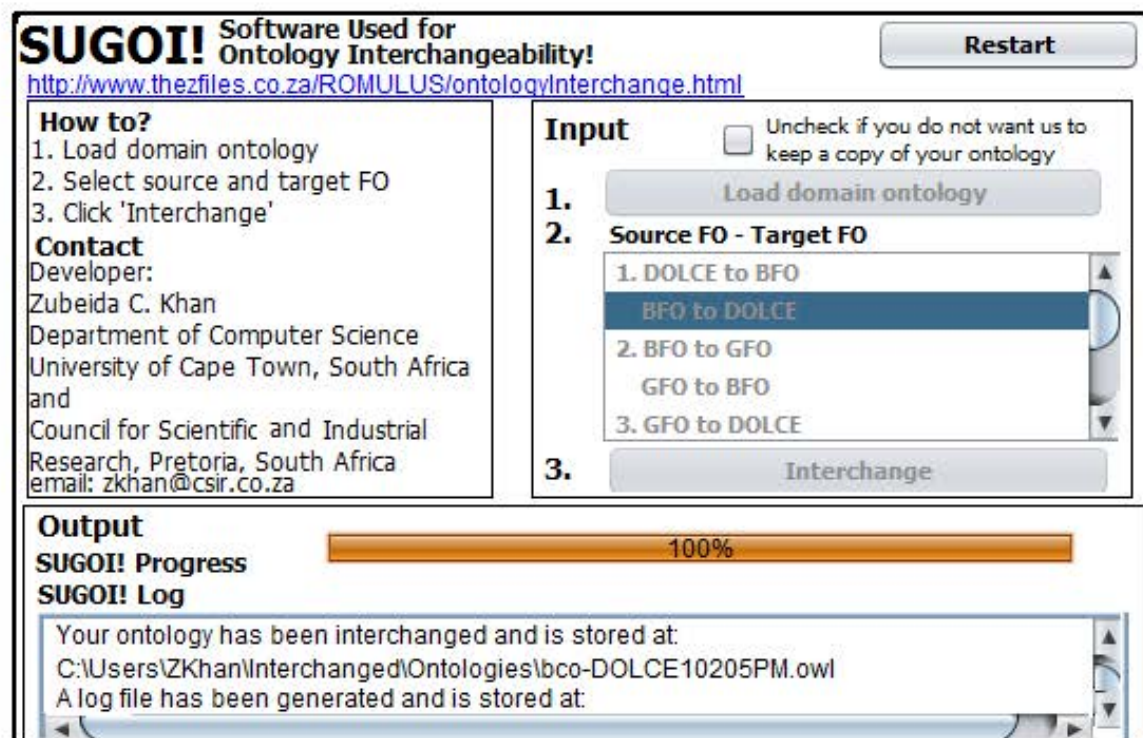 SUGOI! Software Used for
Ontology Interchangeability!
Restart
http://www.thezfiles.co.za/ROMULUS/ontologyInterchange.html
How to?
1. Load domain ontology
2. Select source and target FO
3. Click 'Interchange'
Contact
Developer:
Zubeida C. Khan
Department of Computer Science
University of Cape Town, South Africa
and
Council for Scientific and Industrial
Research, Pretoria, South Africa
email: zkhan@csir.co.za
Input
Uncheck if you do not want us to
keep a copy of your ontology
1. Load domain ontology
2. Source FO - Target FO
1. DOLCE to BFO
BFO to DOLCE
2. BFO to GFO
GFO to BFO
3. GFO to DOLCE
3. Interchange
Output
SUGOI! Progress
100%
SUGOI! Log
Your ontology has been interchanged and is stored at:
C:\Users\ZKhan\Interchanged\Ontologies\bco-DOLCE10205PM.owl
A log file has been generated and is stored at: